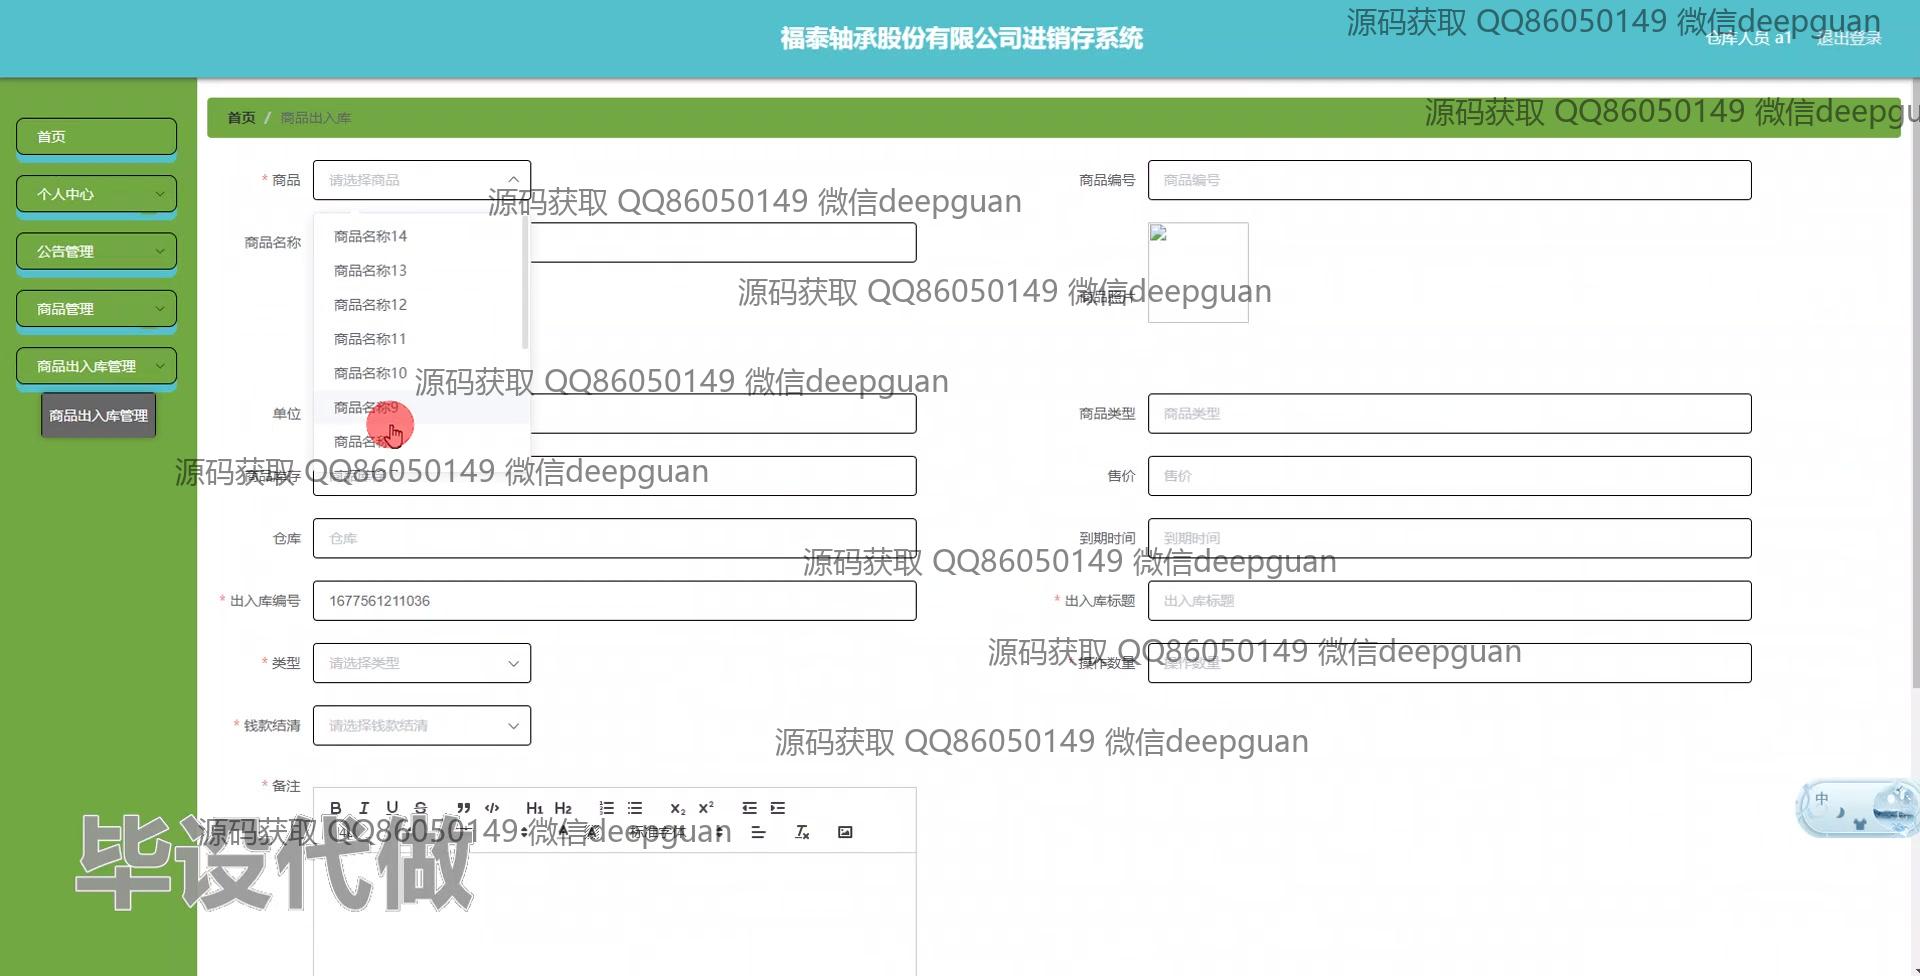 福泰轴承股份有限公司进销存系统
源码获取 QQ86050149 微信deepguan
仓库人员 a1 退出登录
首页 / 商品出入库
源码获取 QQ86050149 微信deepgu
首页
个人中心
公告管理
商品管理
商品出入库管理
商品出入库管理
* 商品 请选择商品
商品编号 商品编号
源码获取 QQ86050149 微信deepguan
商品名称
商品名称14
商品名称13
商品名称12
商品名称11
商品名称10
商品名称9
商品名称
商品照片
源码获取 QQ86050149 微信deepguan
源码获取 QQ86050149 微信deepguan
单位
商品类型 商品类型
源码获取 QQ86050149 微信deepguan
商品库存
售价 售价
仓库 仓库
到期时间 到期时间
源码获取 QQ86050149 微信deepguan
* 出入库编号 1677561211036
* 出入库标题 出入库标题
* 类型 请选择类型
* 操作数量 操作数量
源码获取 QQ86050149 微信deepguan
* 钱款结清 请选择钱款结清
源码获取 QQ86050149 微信deepguan
* 备注
B I U S H1 H2 X2 X2
标准字体
源码获取 QQ86050149 微信deepguan
毕设代做
中